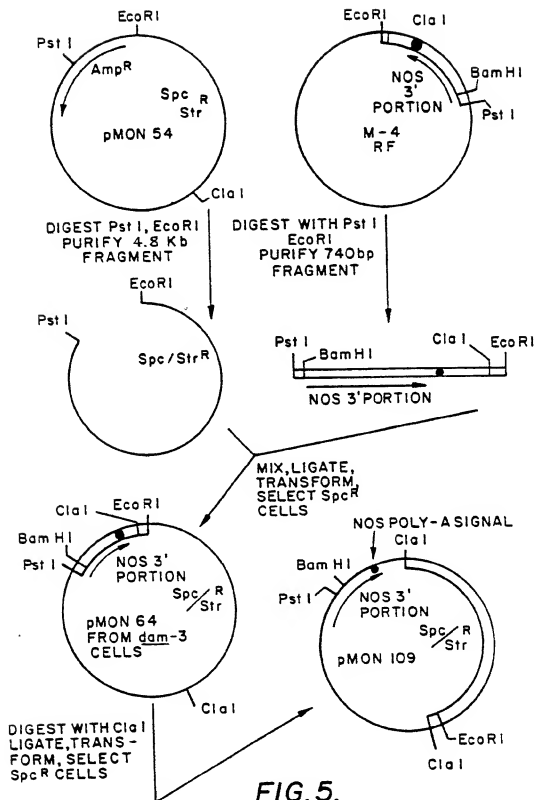 EcoRI
Pst I
AmpR
Spc R
Str
pMON 54
Cla I
EcoRI
Cla I
BamHI
Pst I
NOS
3'
PORTION
M-4
RF
DIGEST Pst I, EcoRI
PURIFY 4.8 Kb
FRAGMENT
DIGEST WITH Pst I
EcoRI
PURIFY 740bp
FRAGMENT
EcoRI
Pst I
Spc/StrR
Pst I
BamHI
Cla I
EcoRI
NOS 3' PORTION
MIX, LIGATE,
TRANSFORM,
SELECT SpcR
CELLS
Cla I
EcoRI
Bam HI
Pst I
NOS 3'
PORTION
Spc/Str R
pMON 64
FROM dam-3
CELLS
Cla I
NOS POLY-A SIGNAL
Cla I
Bam HI
Pst I
NOS 3'
PORTION
Spc/Str R
pMON 109
EcoRI
Cla I
DIGEST WITH Cla I
LIGATE, TRANS-
FORM, SELECT
SpcR CELLS
FIG. 5.